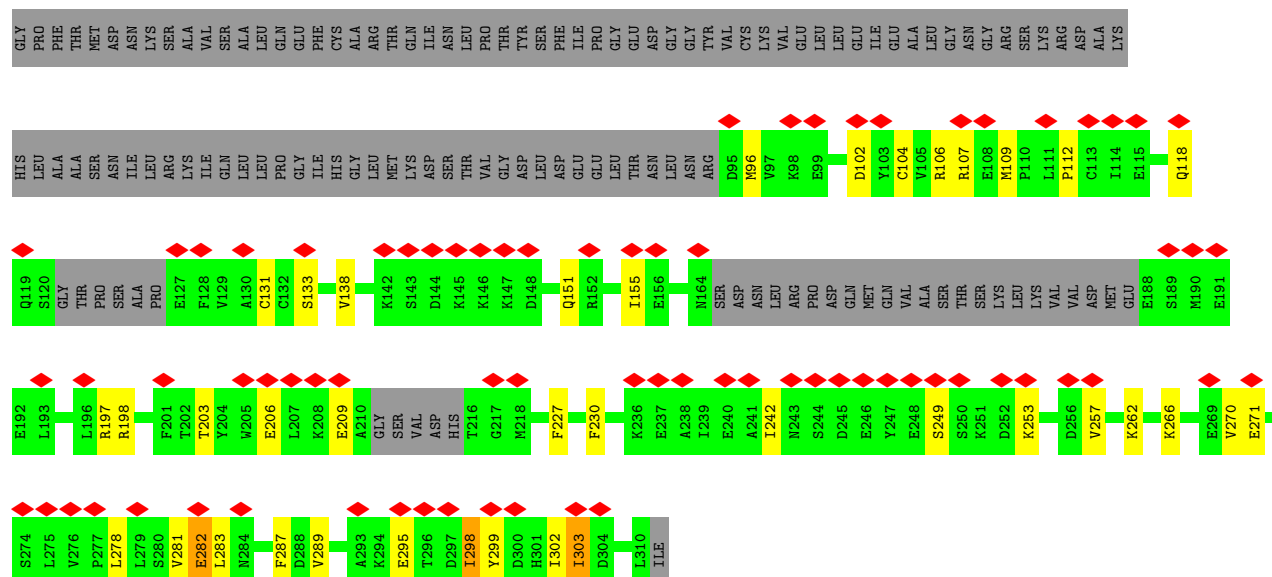 GLY PRO PHE THR MET ASP ASN LYS SER ALA VAL SER ALA LEU GLN GLU PHE CYS ALA ARG THR GLN ILE ASN LEU PRO THR TYR SER PHE ILE PRO GLY GLU ASP GLY GLY TYR VAL CYS LYS VAL GLU LEU LEU GLU ILE GLU ALA LEU GLY ASN GLY ARG SER LYS ARG ASP ALA LYS
HIS LEU ALA ALA SER ASN ILE LEU ARG LYS ILE GLN LEU LEU PRO GLY ILE HIS GLY LEU MET LYS ASP SER THR VAL GLY ASP LEU ASP GLU GLU LEU THR ASN LEU ASN ARG D95 M96 V97 K98 E99 D102 Y103 C104 V105 R106 R107 E108 M109 P110 L111 P112 C113 I114 E115 Q118
Q119 S120 GLY THR PRO SER ALA PRO E127 F128 V129 A130 C131 C132 S133 V138 K142 S143 D144 K145 K146 K147 D148 Q151 R152 I155 E156 N164 SER ASP ASN LEU ARG PRO ASP GLN MET GLN VAL ALA SER THR SER LYS LEU LYS VAL VAL ASP MET GLU E188 S189 M190 E191
E192 L193 L196 R197 R198 F201 T202 T203 Y204 W205 E206 L207 K208 E209 A210 GLY SER VAL ASP HIS T216 G217 M218 F227 F230 K236 E237 A238 I239 E240 A241 I242 N243 S244 D245 E246 Y247 E248 S249 S250 K251 D252 K253 D256 V257 K262 K266 E269 V270 E271
S274 L275 V276 P277 L278 L279 S280 V281 E282 L283 N284 F287 D288 V289 A293 K294 E295 T296 D297 I298 Y299 D300 H301 I302 I303 D304 L310 ILE